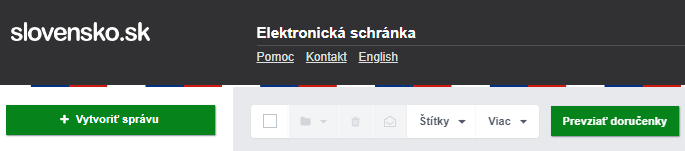 slovensko.sk
Elektronická schránka
Pomoc Kontakt English
+ Vytvoriť správu
Štítky Viac Prevziať doručenky